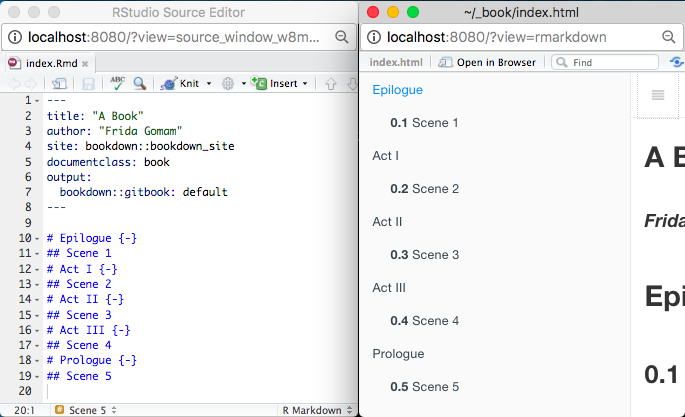 RStudio Source Editor
localhost:8080/?view=source_window_w8m...
index.Rmd
ABC
Knit
Insert
1 ---
2 title: "A Book"
3 author: "Frida Gomam"
4 site: bookdown::bookdown_site
5 documentclass: book
6 output:
7 bookdown::gitbook: default
8 ---
9
10 # Epilogue {-}
11 ## Scene 1
12 # Act I {-}
13 ## Scene 2
14 # Act II {-}
15 ## Scene 3
16 # Act III {-}
17 ## Scene 4
18 # Prologue {-}
19 ## Scene 5
20
20:1
# Scene 5
R Markdown
~/_book/index.html
localhost:8080/?view=rmarkdown
index.html
Open in Browser
Find
Epilogue
0.1 Scene 1
Act I
0.2 Scene 2
Act II
0.3 Scene 3
Act III
0.4 Scene 4
Prologue
0.5 Scene 5
A B
Frida
Epi
0.1